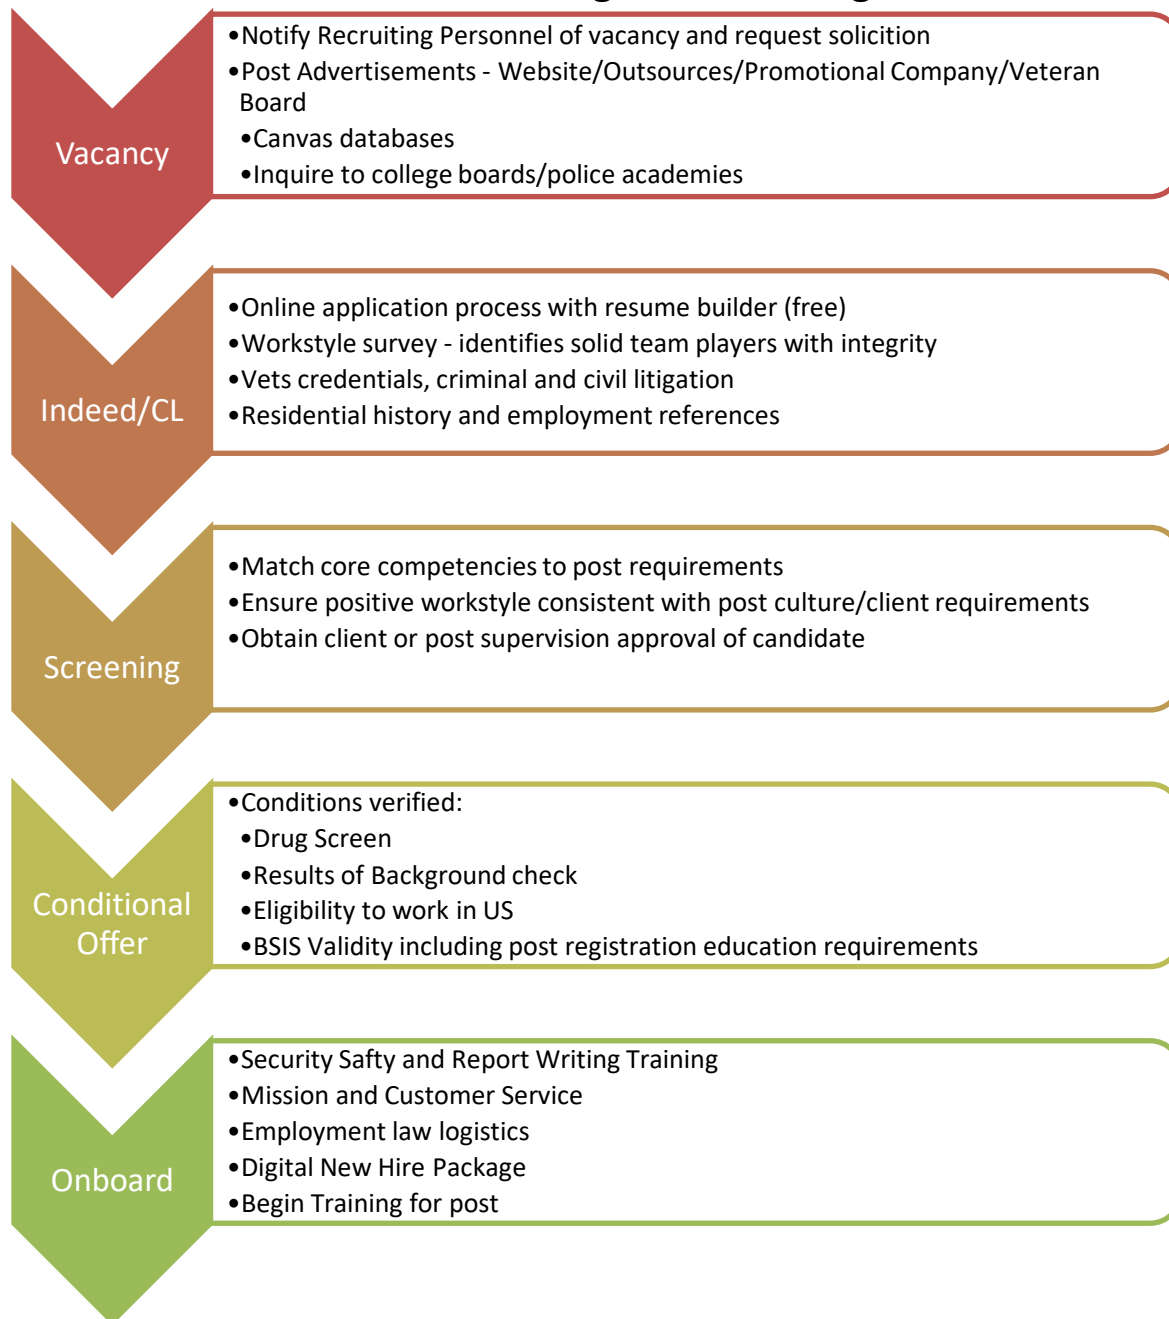 Vacancy
•Notify Recruiting Personnel of vacancy and request solicition
•Post Advertisements - Website/Outsources/Promotional Company/Veteran
Board
•Canvas databases
•Inquire to college boards/police academies
Indeed/CL
•Online application process with resume builder (free)
•Workstyle survey - identifies solid team players with integrity
•Vets credentials, criminal and civil litigation
•Residential history and employment references
Screening
•Match core competencies to post requirements
•Ensure positive workstyle consistent with post culture/client requirements
•Obtain client or post supervision approval of candidate
Conditional
Offer
•Conditions verified:
•Drug Screen
•Results of Background check
•Eligibility to work in US
•BSIS Validity including post registration education requirements
Onboard
•Security Safty and Report Writing Training
•Mission and Customer Service
•Employment law logistics
•Digital New Hire Package
•Begin Training for post